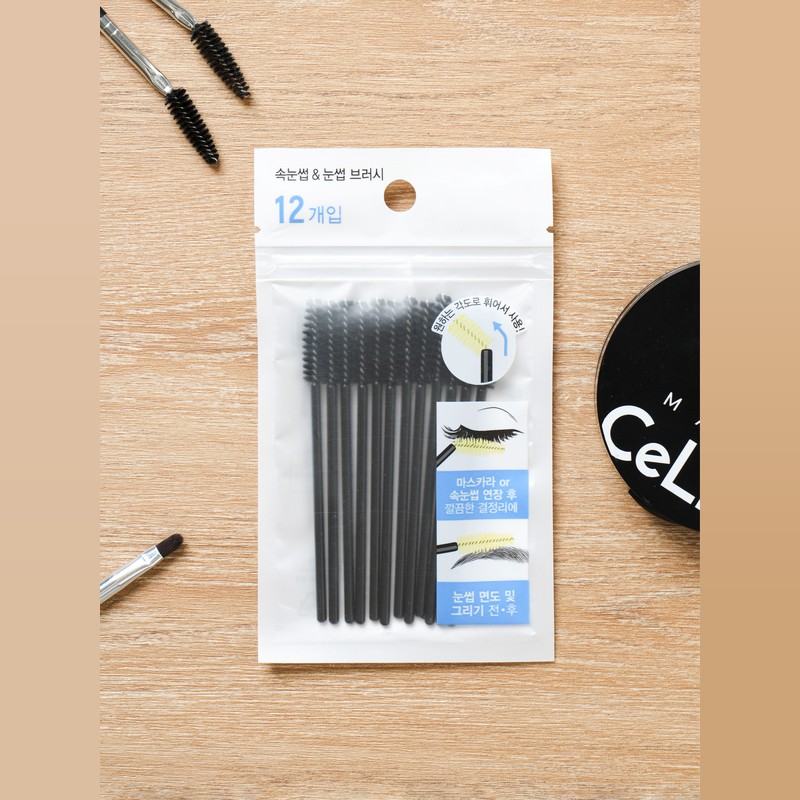 속눈썹 & 눈썹 브러시
12개입
원하는 각도로 휘어서 사용!
마스카라 or
속눈썹 연장 후
깔끔한 결정리에
눈썹 면도 및
그리기 전·후
M
CeL